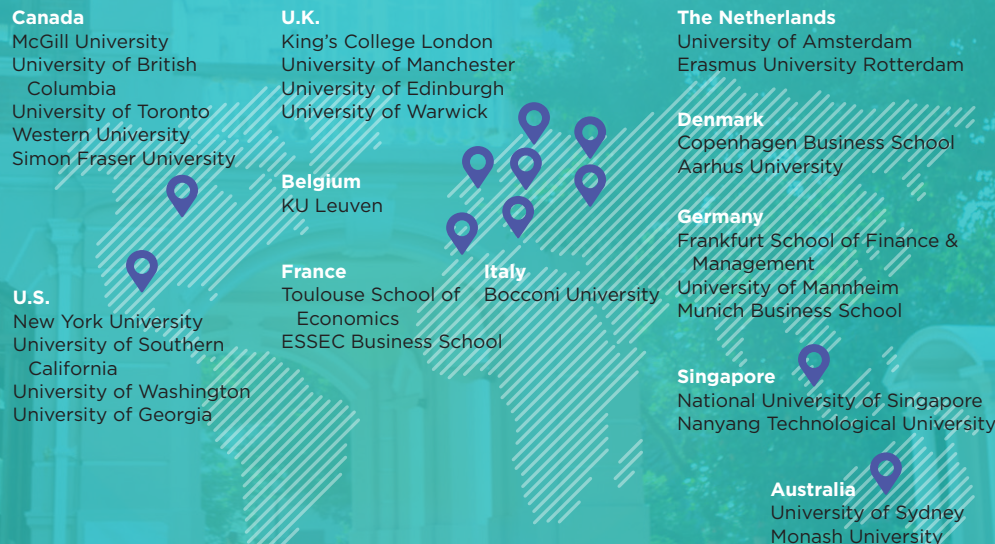 Canada
McGill University
University of British
Columbia
University of Toronto
Western University
Simon Fraser University
U.S.
New York University
University of Southern
California
University of Washington
University of Georgia
U.K.
King's College London
University of Manchester
University of Edinburgh
University of Warwick
Belgium
KU Leuven
France
Toulouse School of
Economics
ESSEC Business School
Italy
Bocconi University
The Netherlands
University of Amsterdam
Erasmus University Rotterdam
Denmark
Copenhagen Business School
Aarhus University
Germany
Frankfurt School of Finance &
Management
University of Mannheim
Munich Business School
Singapore
National University of Singapore
Nanyang Technological University
Australia
University of Sydney
Monash University